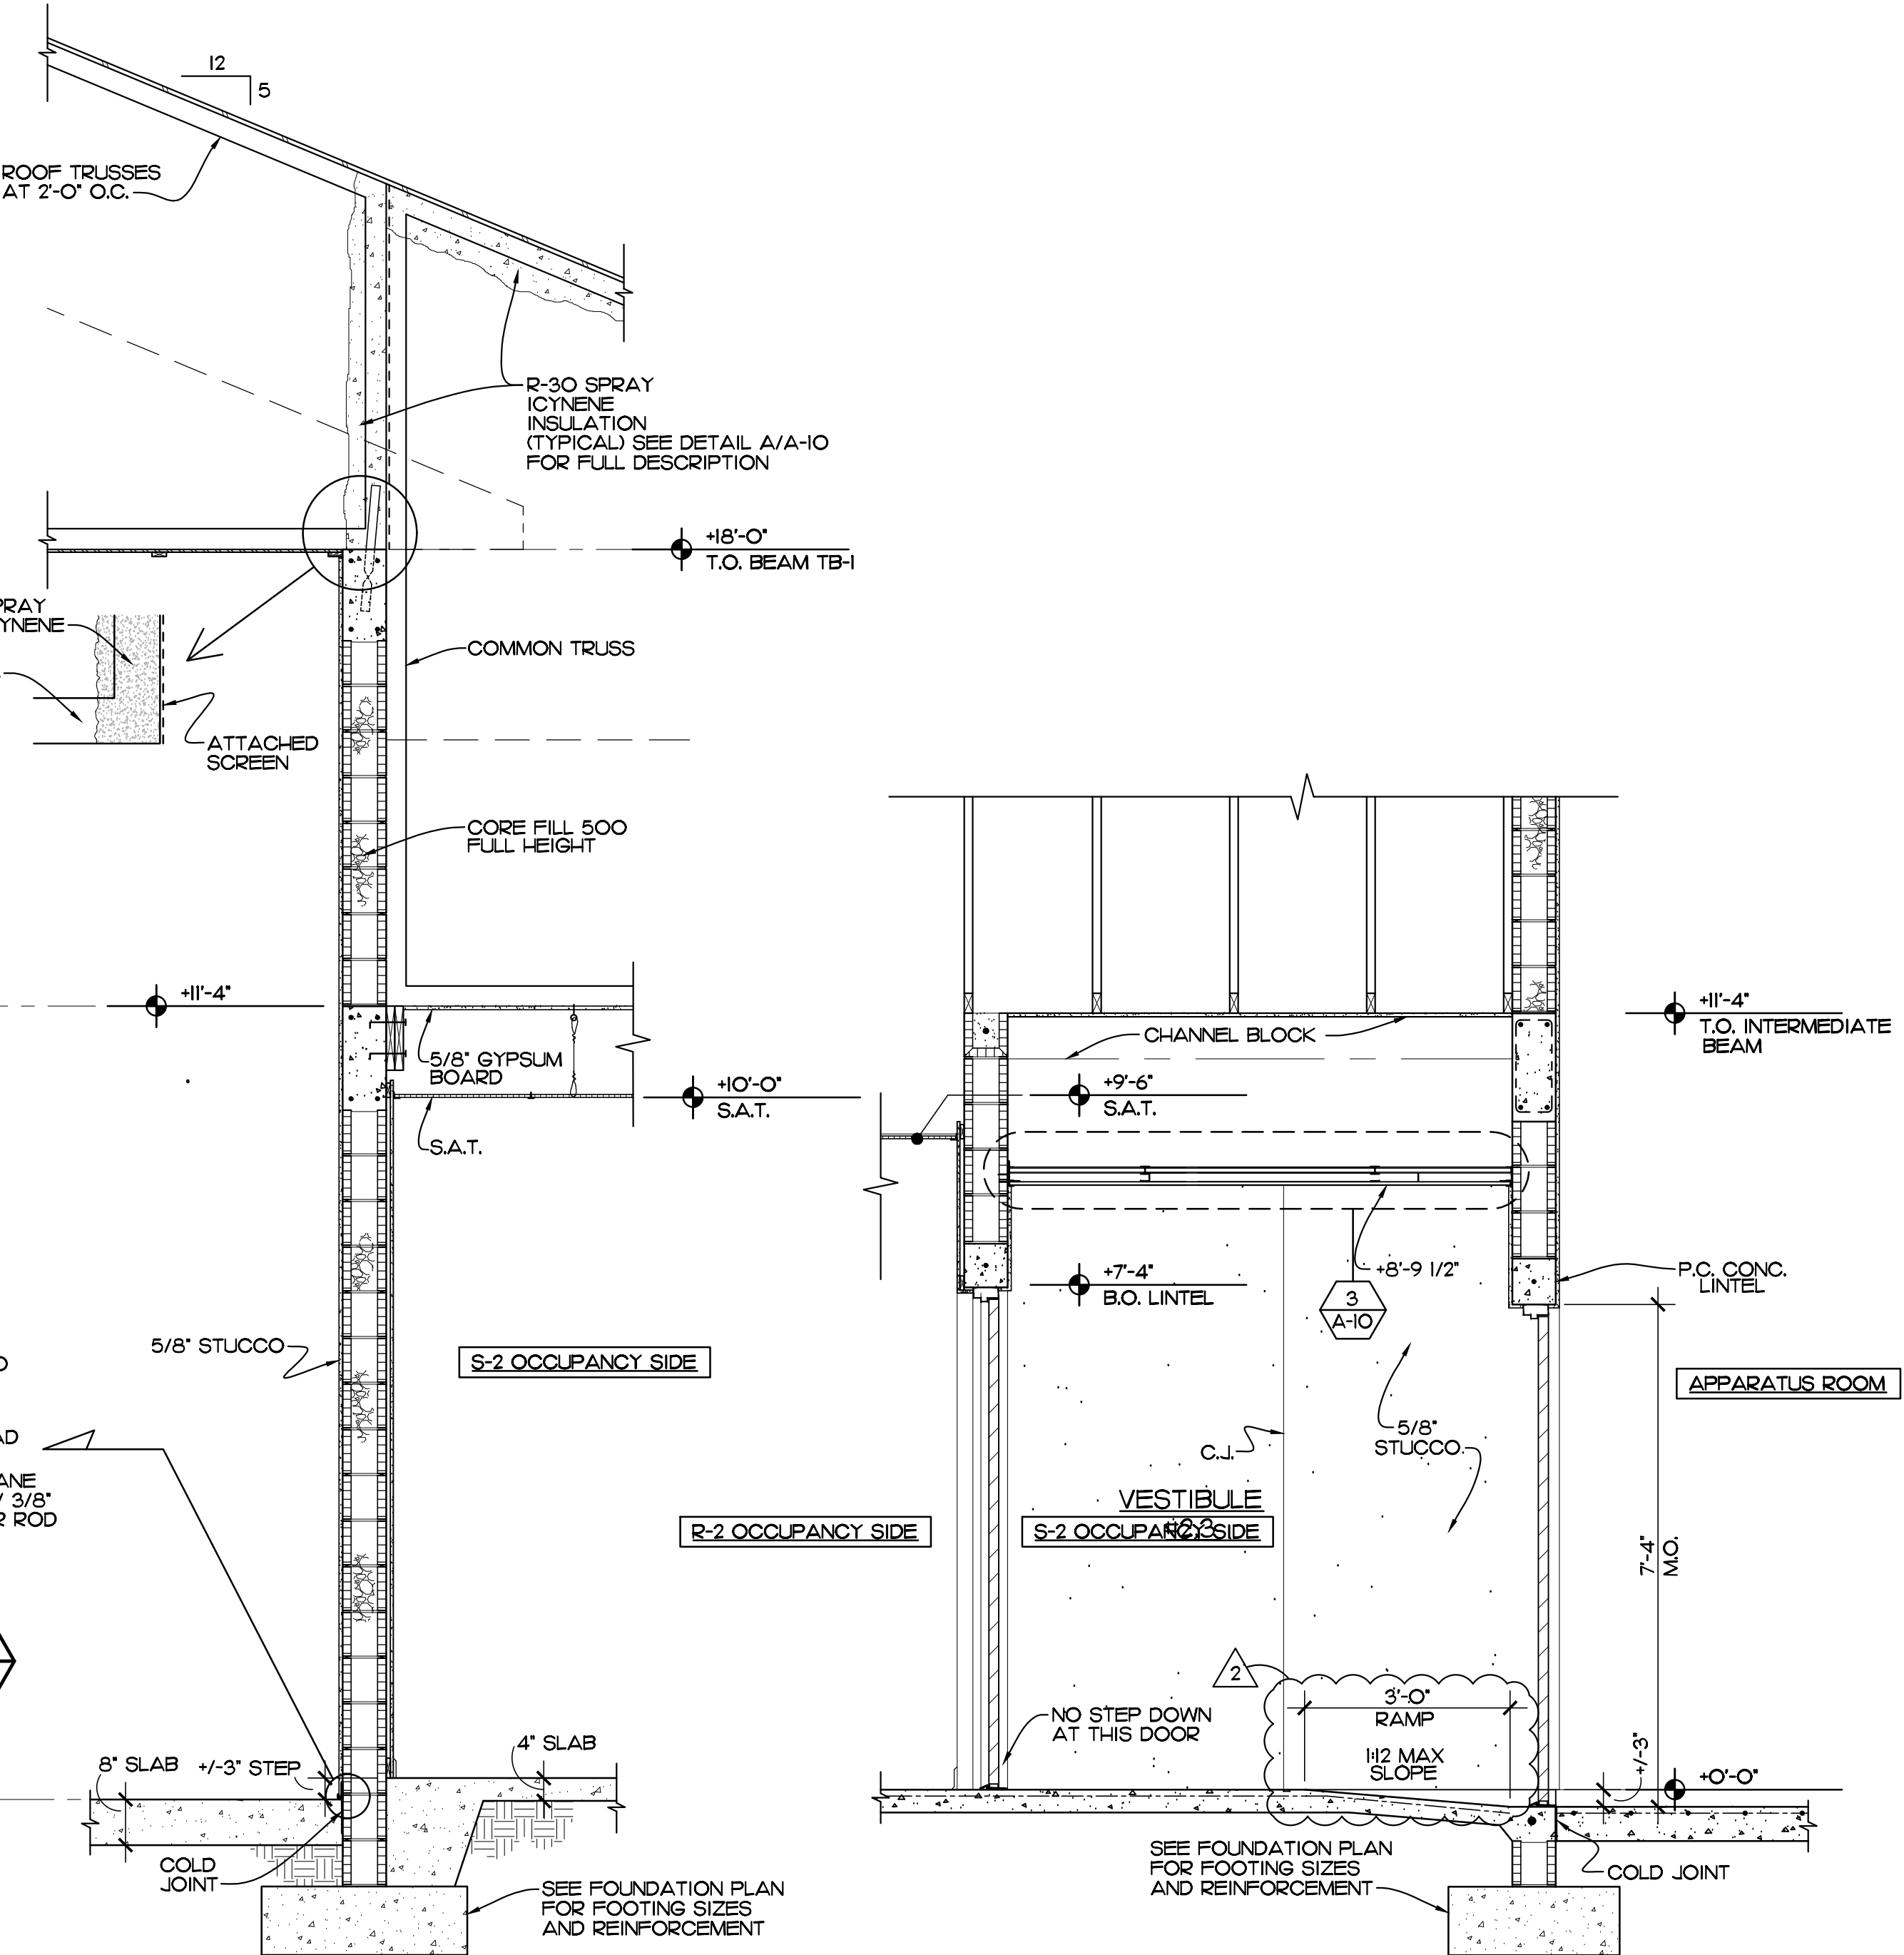 12
5
ROOF TRUSSES
AT 2'-0" O.C.
R-30 SPRAY
ICYNENE
INSULATION
(TYPICAL) SEE DETAIL A/A-10
FOR FULL DESCRIPTION
+18'-0"
T.O. BEAM TB-1
COMMON TRUSS
ATTACHED
SCREEN
CORE FILL 500
FULL HEIGHT
+11'-4"
5/8" GYPSUM
BOARD
+10'-0"
S.A.T.
S.A.T.
5/8" STUCCO
S-2 OCCUPANCY SIDE
3/8"
ROD
8" SLAB
+/-3" STEP
4" SLAB
COLD
JOINT
SEE FOUNDATION PLAN
FOR FOOTING SIZES
AND REINFORCEMENT
CHANNEL BLOCK
+11'-4"
T.O. INTERMEDIATE
BEAM
+9'-6"
S.A.T.
+8'-9 1/2"
+7'-4"
B.O. LINTEL
3
A-10
P.C. CONC.
LINTEL
APPARATUS ROOM
C.J.
5/8"
STUCCO
VESTIBULE
R-2 OCCUPANCY SIDE
S-2 OCCUPANCY SIDE
7'-4"
M.O.
2
3'-0"
RAMP
1:12 MAX
SLOPE
NO STEP DOWN
AT THIS DOOR
+/-3"
+0'-0"
SEE FOUNDATION PLAN
FOR FOOTING SIZES
AND REINFORCEMENT
COLD JOINT